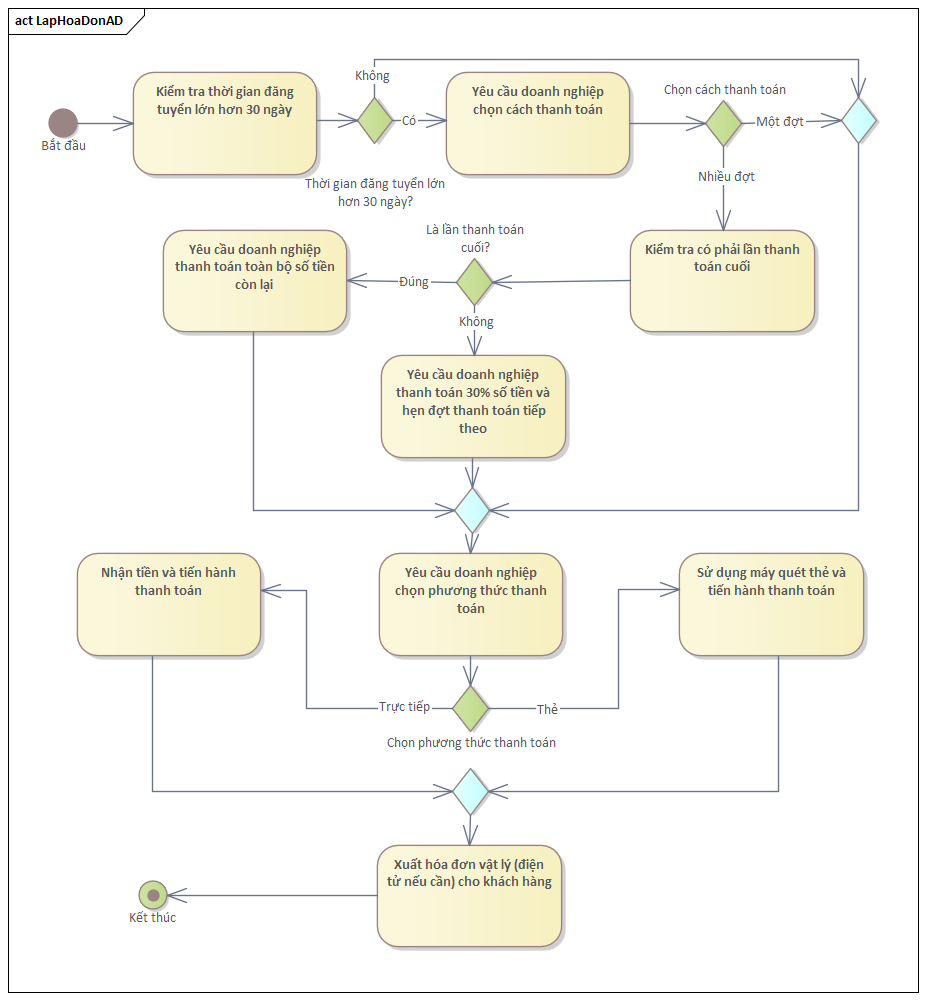 act LapHoaDonAD
Không
Kiểm tra thời gian đăng
tuyển lớn hơn 30 ngày
Yêu cầu doanh nghiệp
chọn cách thanh toán
Chọn cách thanh toán
Bắt đầu
Có
Một đợt
Thời gian đăng tuyển lớn
hơn 30 ngày?
Nhiều đợt
Là lần thanh toán
cuối?
Yêu cầu doanh nghiệp
thanh toán toàn bộ số tiền
còn lại
Kiểm tra có phải lần thanh
toán cuối
Đúng
Không
Yêu cầu doanh nghiệp
thanh toán 30% số tiền và
hẹn đợt thanh toán tiếp
theo
Nhận tiền và tiến hành
thanh toán
Yêu cầu doanh nghiệp
chọn phương thức thanh
toán
Sử dụng máy quét thẻ và
tiến hành thanh toán
Trực tiếp
Thẻ
Chọn phương thức thanh toán
Xuất hóa đơn vật lý (điện
tử nếu cần) cho khách hàng
Kết thúc